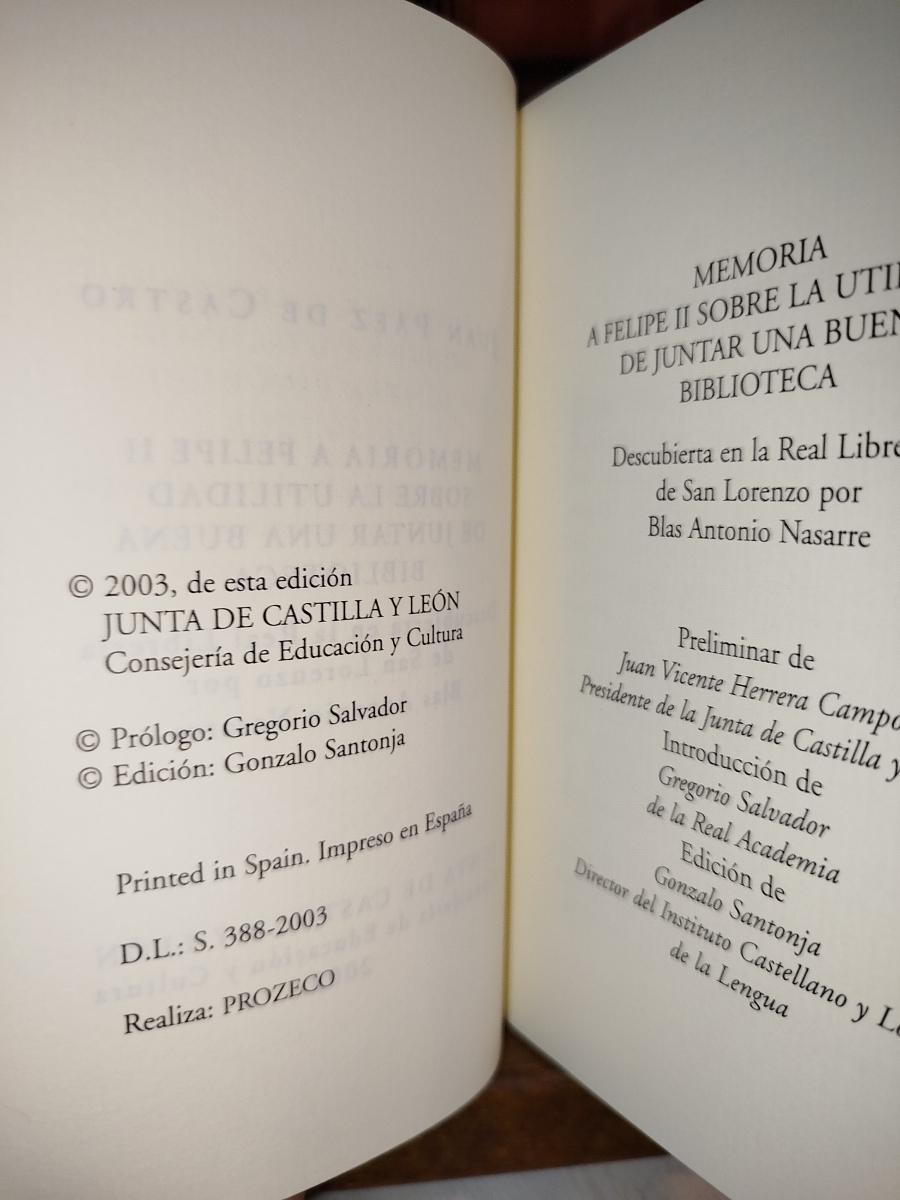 © 2003, de esta edición
JUNTA DE CASTILLA Y LEÓN
Consejería de Educación y Cultura
© Prólogo: Gregorio Salvador
© Edición: Gonzalo Santonja
Printed in Spain. Impreso en España
D.L.: S. 388-2003
Realiza: PROZECO
MEMORIA
A FELIPE II SOBRE LA
DE JUNTAR UNA
BIBLIOTECA
Descubierta en la Real
de San Lorenzo por
Blas Antonio Nasarre
Preliminar de
Juan Vicente Herrera
Presidente de la Junta de Castilla y
Introducción de
Gregorio Salvador
de la Real Academia
Edición de
Gonzalo Santonja
Director del Instituto Castellano y
de la Lengua